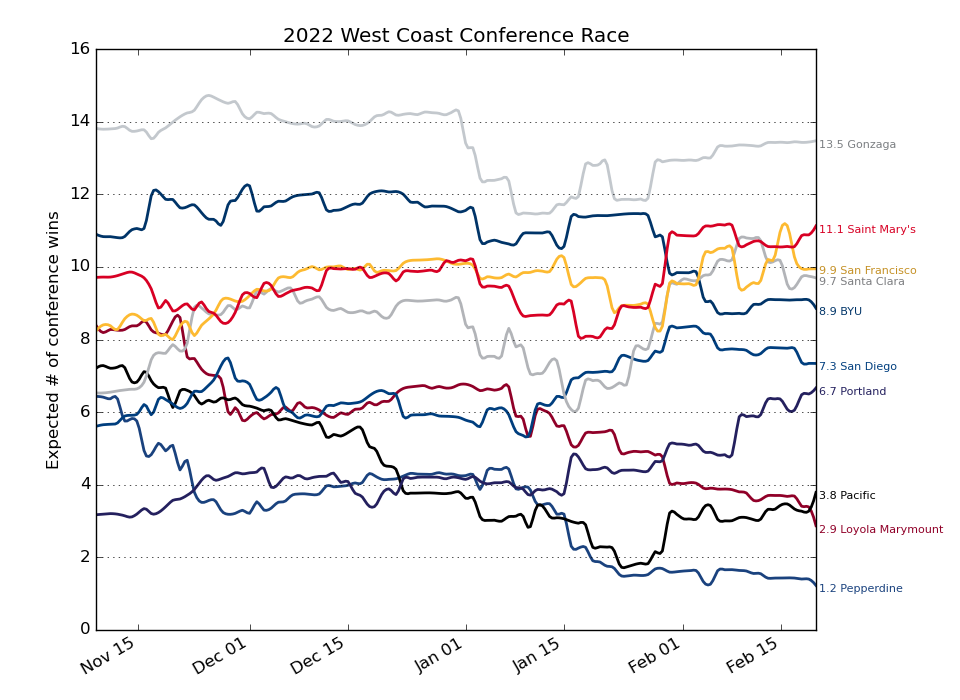 2022 West Coast Conference Race
Expected # of conference wins
16
14
12
10
8
6
4
2
0
13.5 Gonzaga
11.1 Saint Mary's
9.9 San Francisco
9.7 Santa Clara
8.9 BYU
7.3 San Diego
6.7 Portland
3.8 Pacific
2.9 Loyola Marymount
1.2 Pepperdine
Nov 15
Dec 01
Dec 15
Jan 01
Jan 15
Feb 01
Feb 15